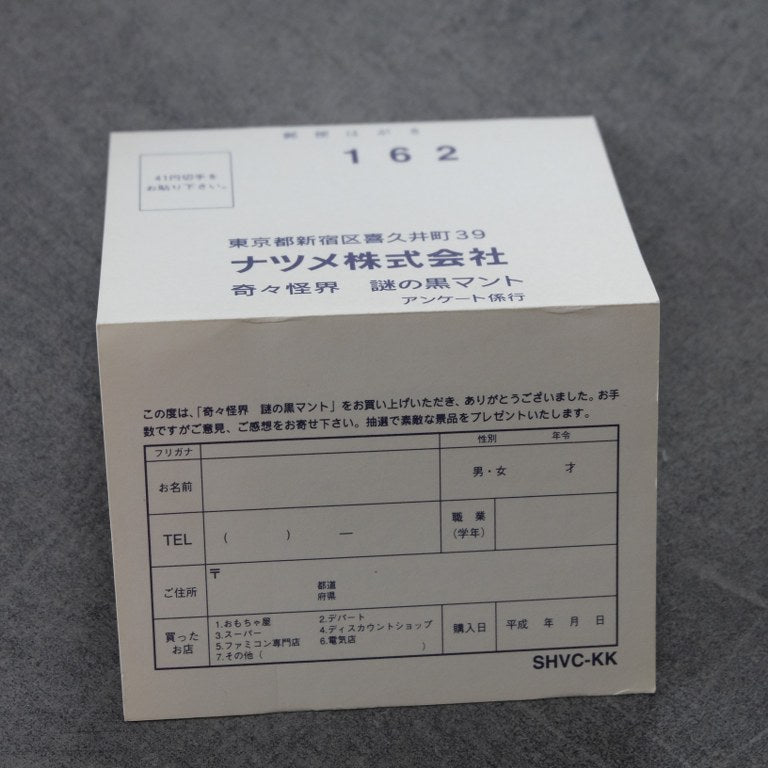 郵便はがき
162
41円切手を
お貼り下さい。
東京都新宿区喜久井町39
ナツメ株式会社
奇々怪界 謎の黒マント
アンケート係行
この度は、「奇々怪界 謎の黒マント」をお買い上げいただき、ありがとうございました。お手
数ですがご意見、ご感想をお寄せ下さい。抽選で素敵な景品をプレゼントいたします。
フリガナ 性別 年令
お名前 男・女 才
TEL ( ) ― 職業
(学年)
ご住所 〒 都道
府県
買った
お店
1.おもちゃ屋 2.デパート
3.スーパー 4.ディスカウントショップ
5.ファミコン専門店 6.電気店
7.その他( )
購入日 平成 年 月 日
SHVC-KK